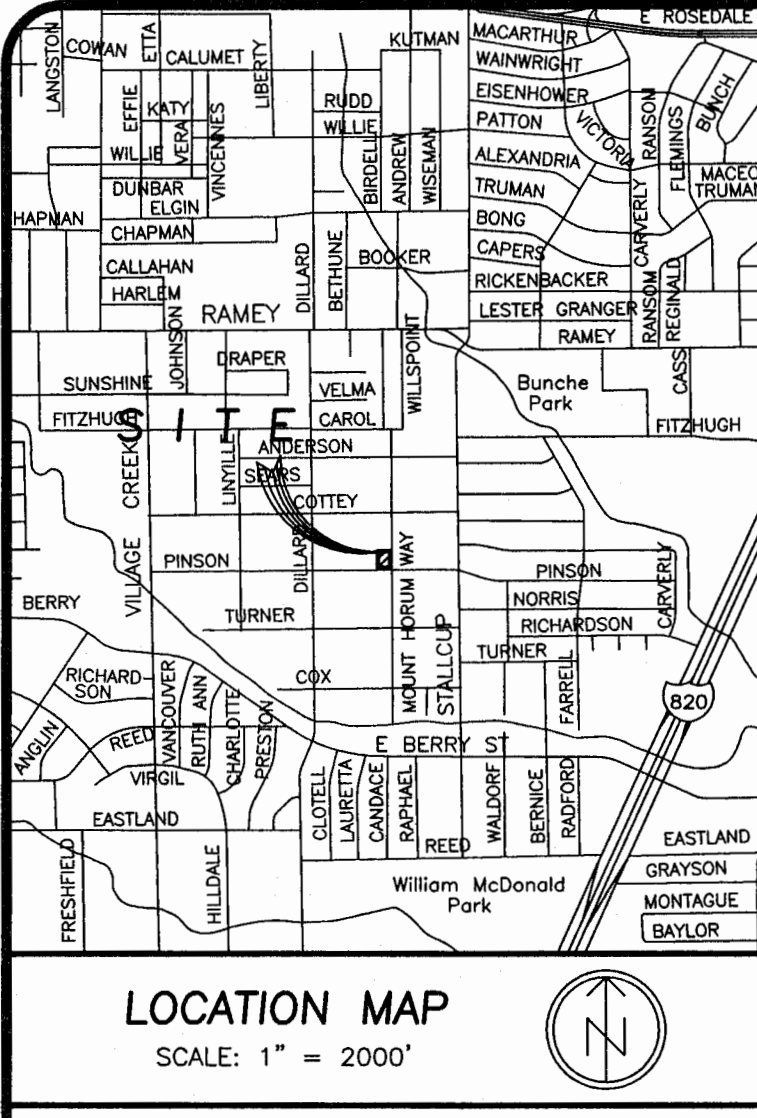 E ROSEDALE
LANGSTON
COWAN
ETTA
CALUMET
LIBERTY
KUTMAN
MACARTHUR
WAINWRIGHT
EISENHOWER
PATTON
VICTORIA
ALEXANDRIA
TRUMAN
BONG
CAPERS
RICKENBACKER
LESTER GRANGER
RAMEY
RANSOM
CARVERLY
RANSOM
FLEMINGS
BUNCH
MACEO
TRUMAN
REGINALD
CASS
EFFIE
KATY
VERA
VINCENNES
RUDD
WILLIE
BIRDELL
ANDREW
WISEMAN
WILLIE
DUNBAR
ELGIN
HAPMAN
CHAPMAN
CALLAHAN
HARLEM
RAMEY
DILLARD
BETHUNE
BOOKER
JOHNSON
DRAPER
SUNSHINE
VELMA
WILLSPOINT
Bunche
Park
FITZHUGH
SITE
CAROL
FITZHUGH
LINYILLE
ANDERSON
SEARS
COTTEY
VILLAGE CREEK
PINSON
DILLARD
MOUNT HORUM WAY
STALLCUP
PINSON
CARVERLY
NORRIS
RICHARDSON
TURNER
FARRELL
BERRY
TURNER
COX
820
RICHARD-
SON
VANCOUVER
RUTH ANN
CHARLOTTE
PRESTON
ANGLIN
REED
VIRGIL
E BERRY ST
EASTLAND
CLOTELL
LAURETTA
CANDACE
RAPHAEL
WALDORF
BERNICE
RADFORD
REED
FRESHFIELD
HILLDALE
William McDonald
Park
EASTLAND
GRAYSON
MONTAGUE
BAYLOR
LOCATION MAP
SCALE: 1" = 2000'
N